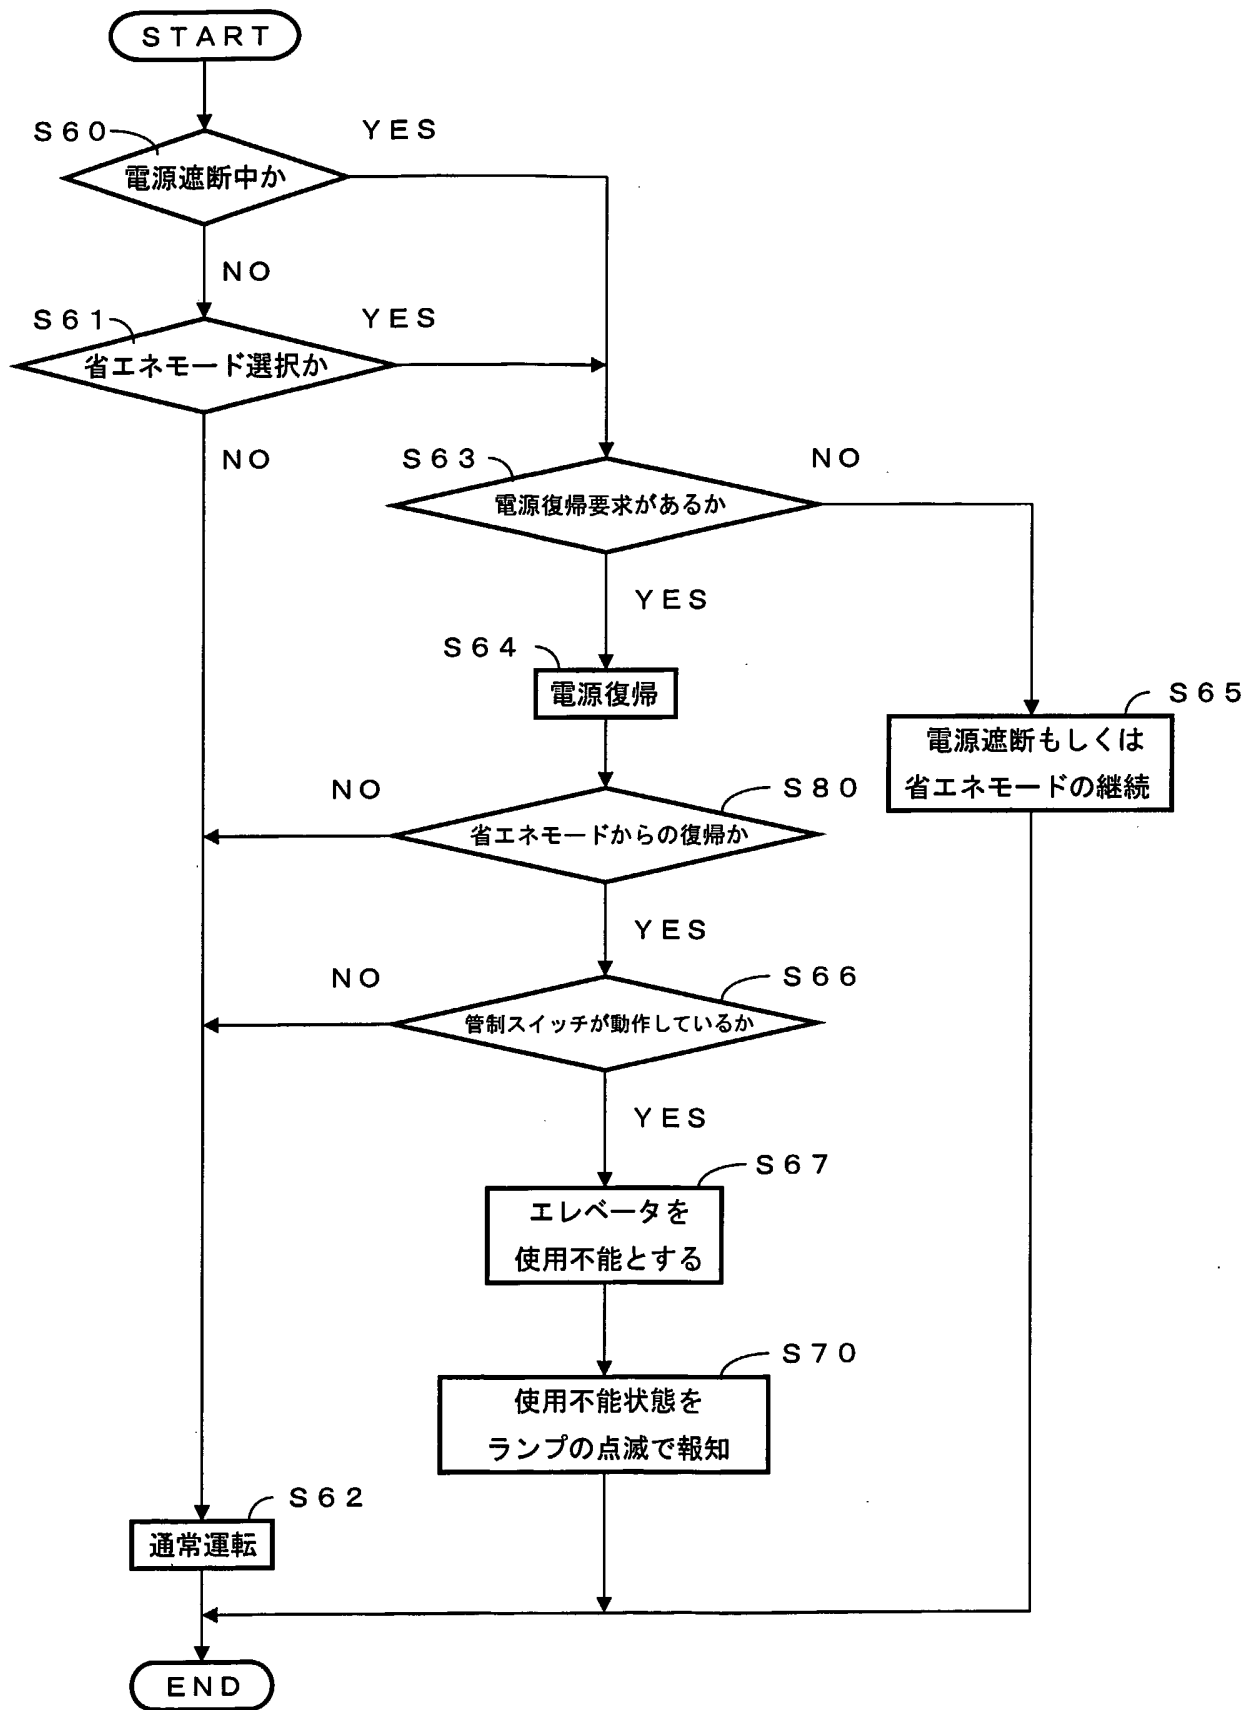 START
S60
YES
電源遮断中か
NO
S61
YES
省エネモード選択か
NO
S63
NO
電源復帰要求があるか
YES
S64
電源復帰
S65
電源遮断もしくは
省エネモードの継続
NO
S80
省エネモードからの復帰か
YES
NO
S66
管制スイッチが動作しているか
YES
S67
エレベータを
使用不能とする
S70
使用不能状態を
ランプの点滅で報知
S62
通常運転
END